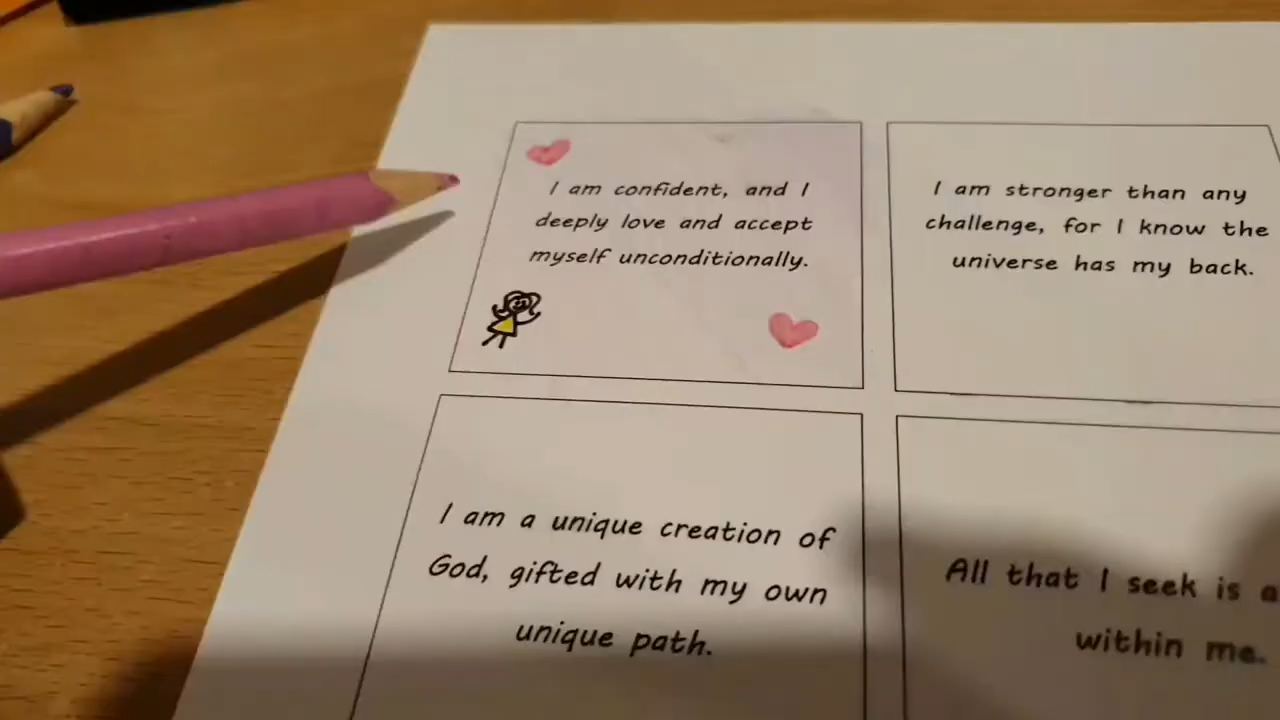 I am confident, and I
deeply love and accept
myself unconditionally.
I am stronger than any
challenge, for I know the
universe has my back.
I am a unique creation of
God, gifted with my own
unique path.
All that I seek is
within me.